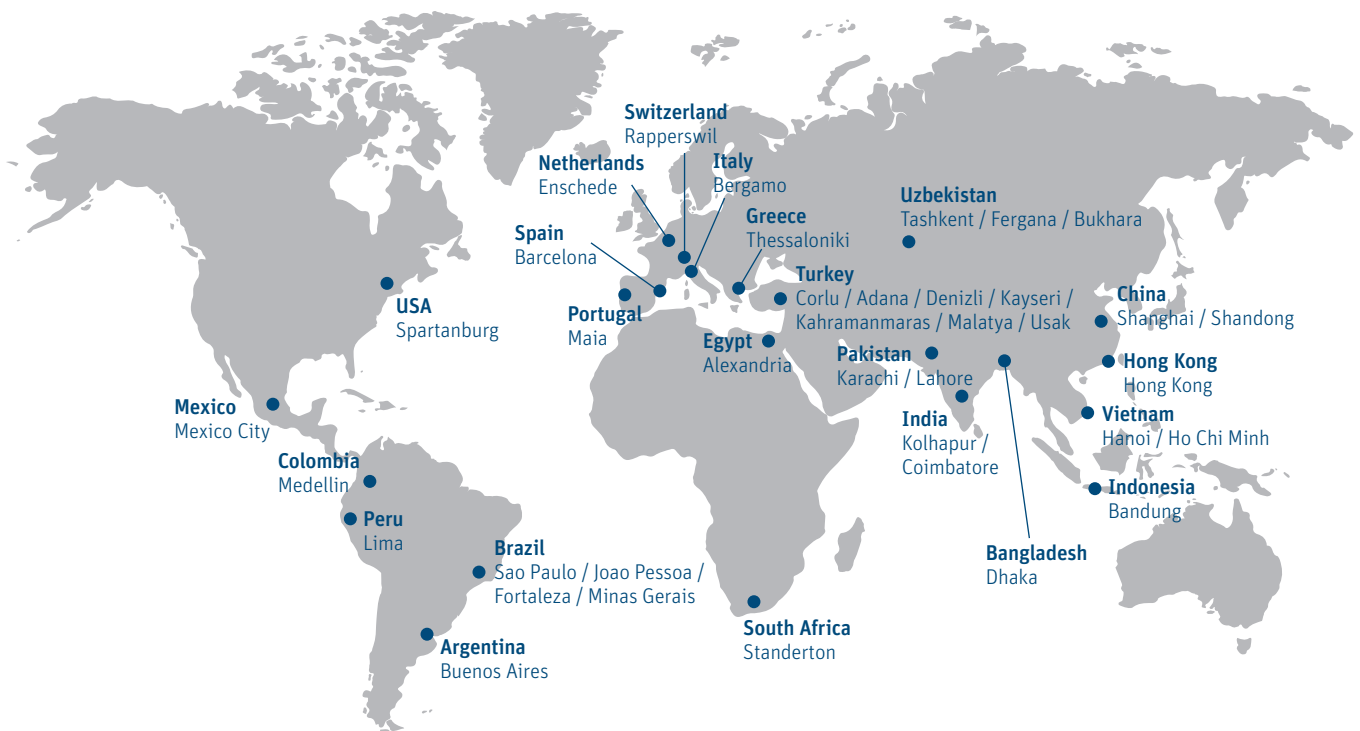 Switzerland
Rapperswil
Netherlands
Enschede
Italy
Bergamo
Uzbekistan
Tashkent / Fergana / Bukhara
Greece
Thessaloniki
Spain
Barcelona
Turkey
Corlu / Adana / Denizli / Kayseri /
Kahramanmaras / Malatya / Usak
China
Shanghai / Shandong
USA
Spartanburg
Portugal
Maia
Egypt
Alexandria
Pakistan
Karachi / Lahore
Hong Kong
Hong Kong
Mexico
Mexico City
India
Kolhapur /
Coimbatore
Vietnam
Hanoi / Ho Chi Minh
Colombia
Medellin
Indonesia
Bandung
Peru
Lima
Brazil
Sao Paulo / Joao Pessoa /
Fortaleza / Minas Gerais
Bangladesh
Dhaka
South Africa
Standerton
Argentina
Buenos Aires